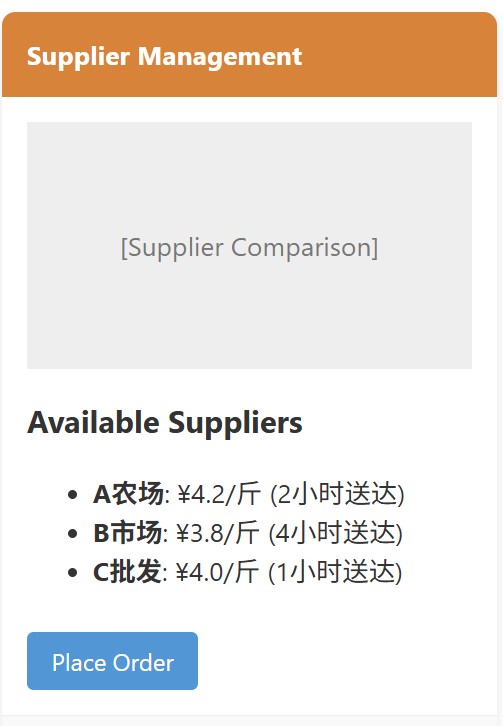 Supplier Management
[Supplier Comparison]
Available Suppliers
A农场: ¥4.2/斤 (2小时送达)
B市场: ¥3.8/斤 (4小时送达)
C批发: ¥4.0/斤 (1小时送达)
Place Order